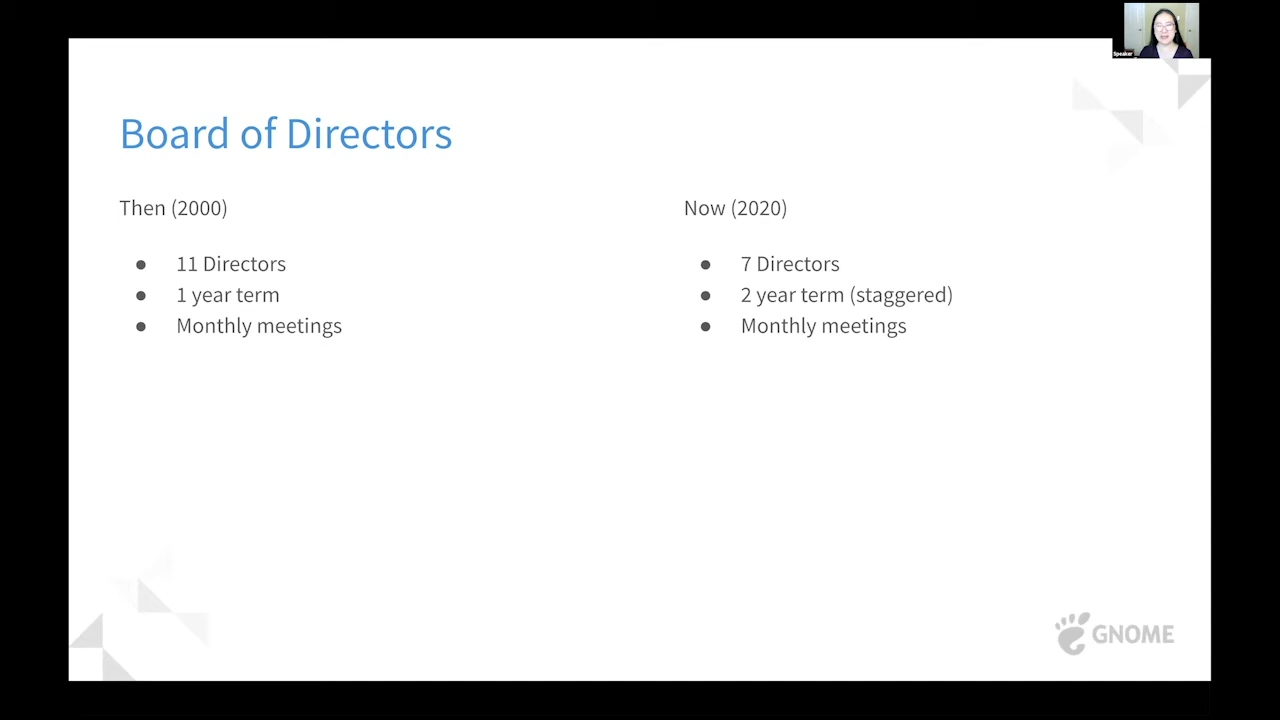 Speaker
Board of Directors
Then (2000)
● 11 Directors
● 1 year term
● Monthly meetings
Now (2020)
● 7 Directors
● 2 year term (staggered)
● Monthly meetings
GNOME